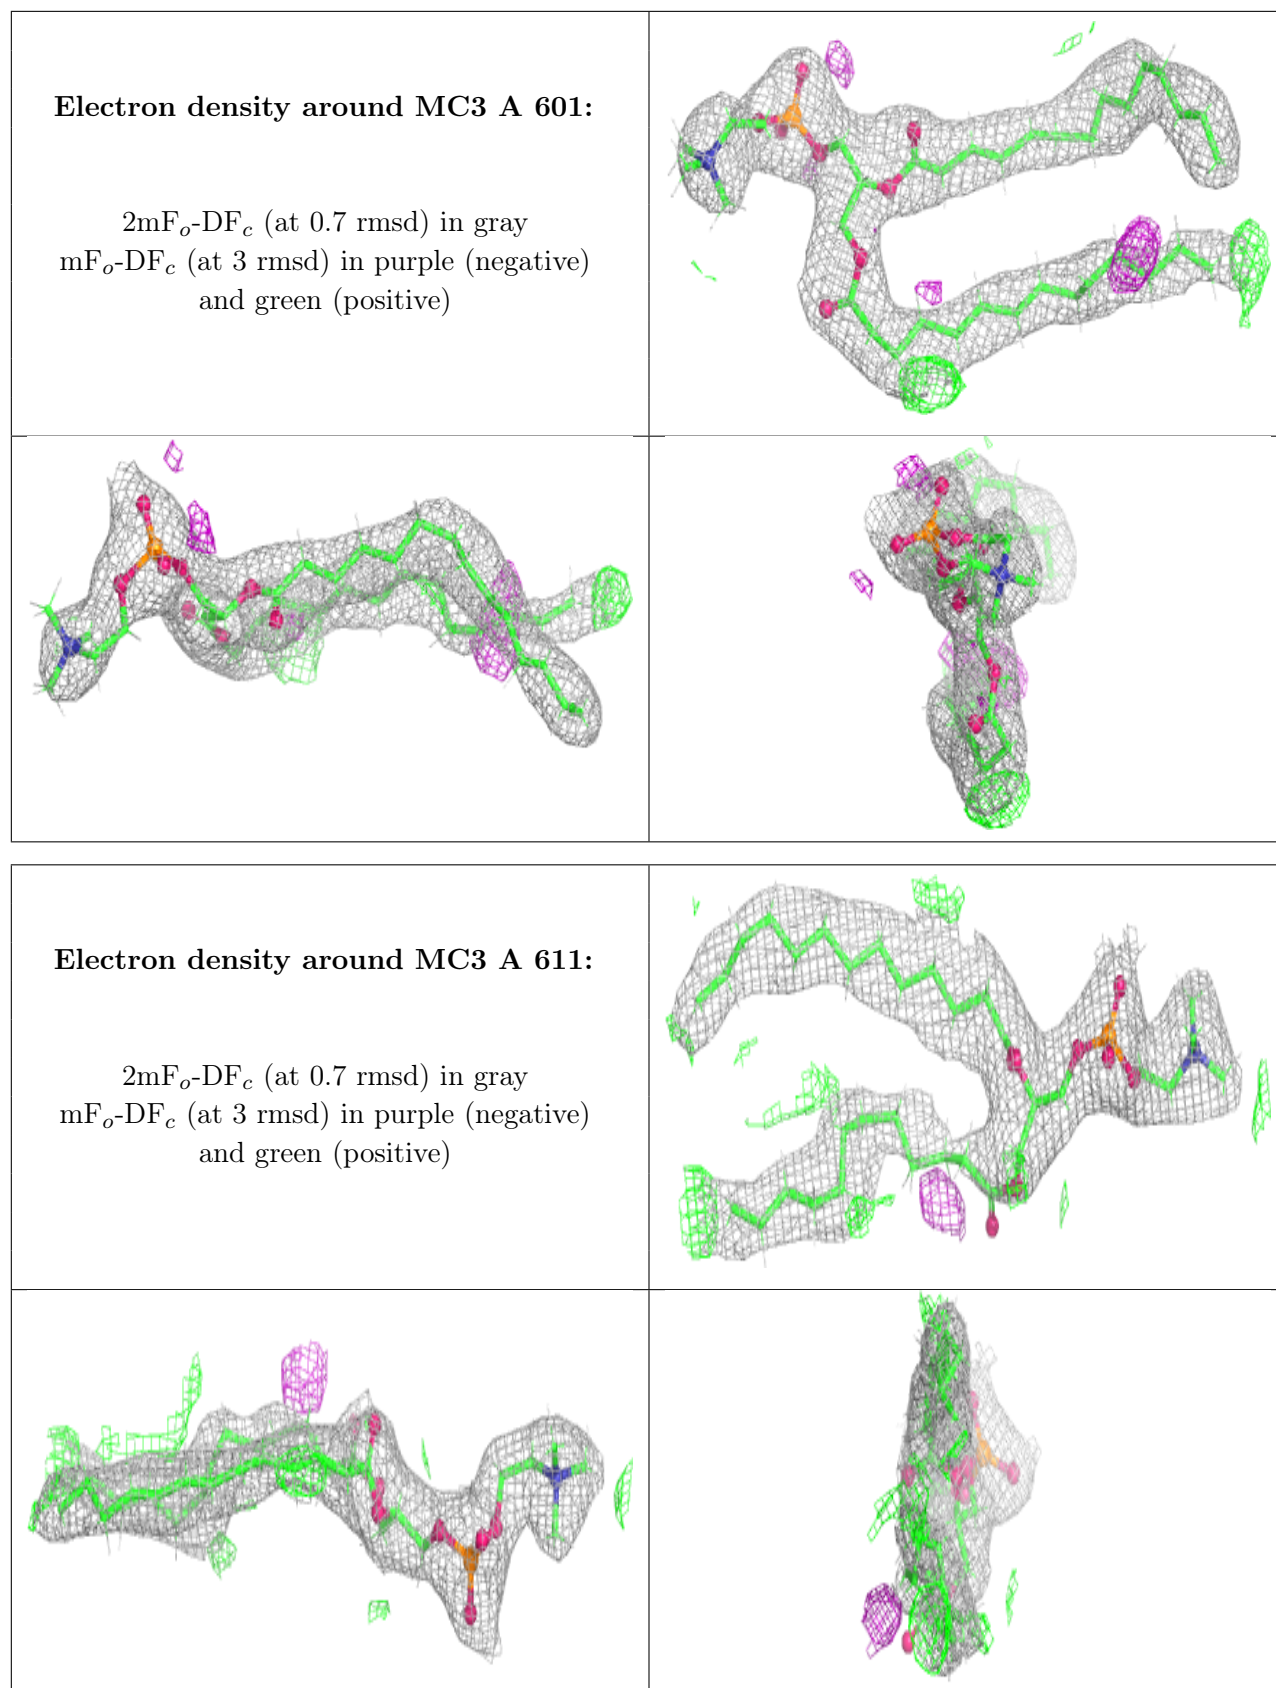 Electron density around MC3 A 601:
2mFo-DFc (at 0.7 rmsd) in gray
mFo-DFc (at 3 rmsd) in purple (negative)
and green (positive)
Electron density around MC3 A 611:
2mFo-DFc (at 0.7 rmsd) in gray
mFo-DFc (at 3 rmsd) in purple (negative)
and green (positive)